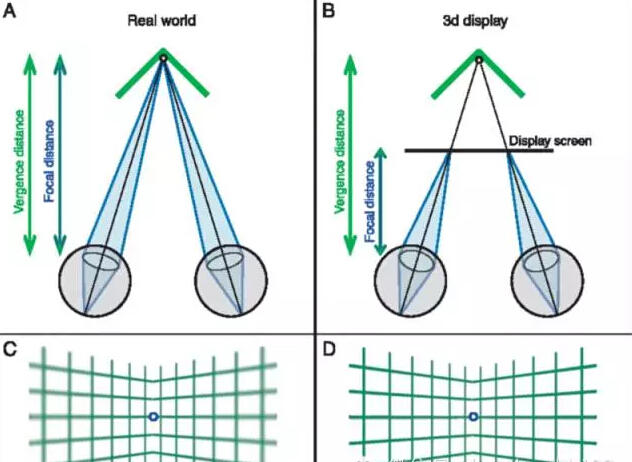 A
Real world
Vergence distance
Focal distance
B
3d display
Vergence distance
Focal distance
Display screen
C
D